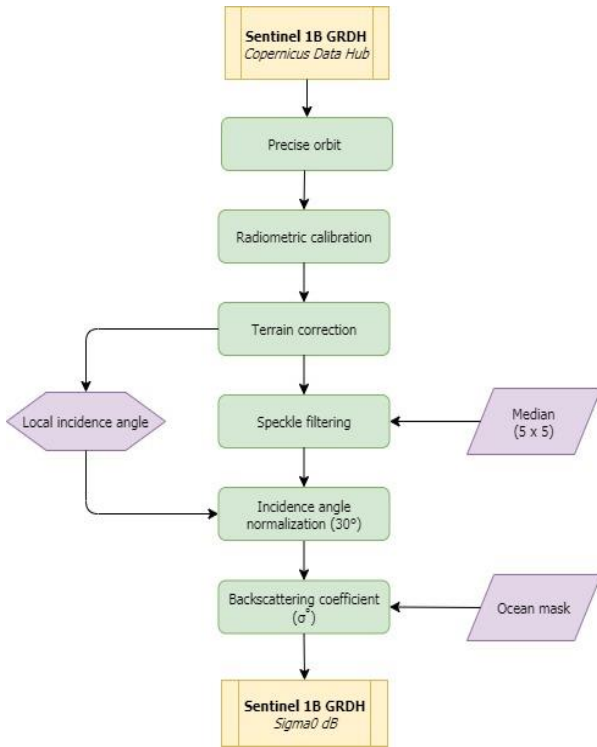 Sentinel 1B GRDH
Copernicus Data Hub
Precise orbit
Radiometric calibration
Terrain correction
Local incidence angle
Speckle filtering
Median
(5 x 5)
Incidence angle
normalization (30°)
Backscattering coefficient
(σ°)
Ocean mask
Sentinel 1B GRDH
Sigma0 dB